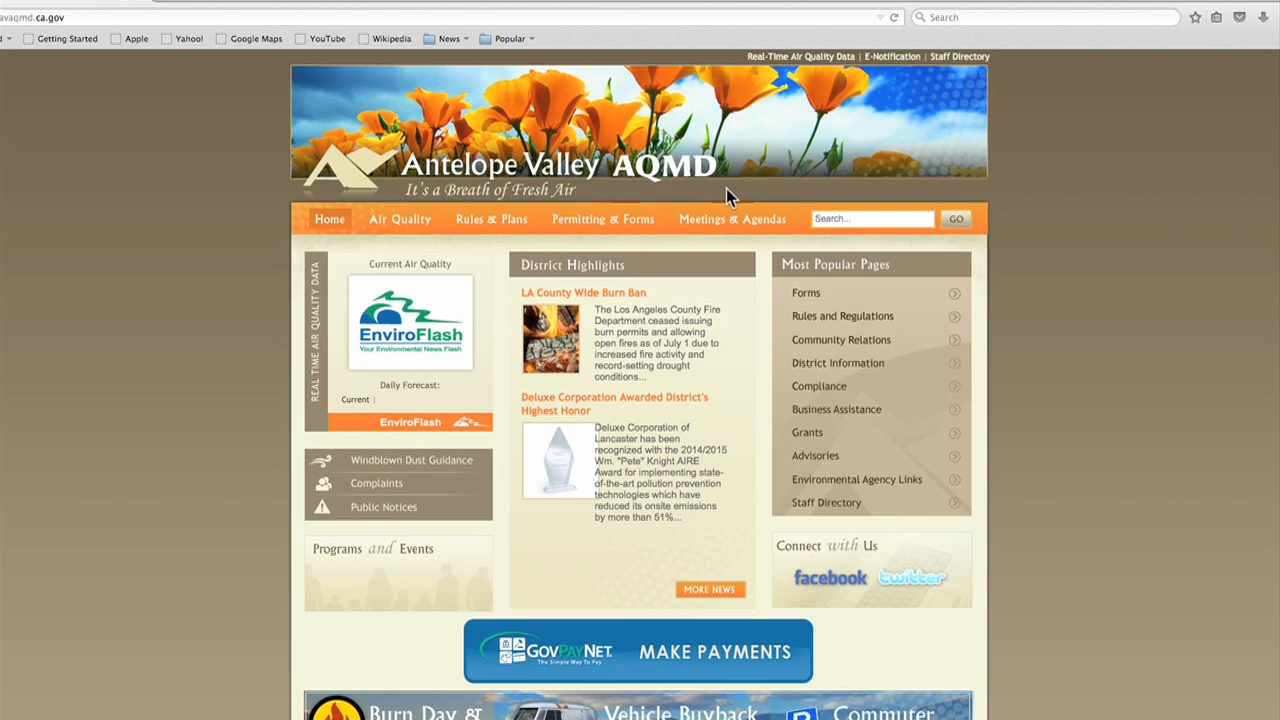 avaqmd.ca.gov
Search
Getting Started
Apple
Yahoo!
Google Maps
YouTube
Wikipedia
News
Popular
Real-Time Air Quality Data | E-Notification | Staff Directory
Antelope Valley AQMD
It's a Breath of Fresh Air
Home
Air Quality
Rules & Plans
Permitting & Forms
Meetings & Agendas
Search...
GO
REAL TIME AIR QUALITY DATA
Current Air Quality
EnviroFlash
Your Environmental News Flash
Daily Forecast:
Current |
EnviroFlash
Windblown Dust Guidance
Complaints
Public Notices
Programs and Events
District Highlights
LA County Wide Burn Ban
The Los Angeles County Fire
Department ceased issuing
burn permits and allowing
open fires as of July 1 due to
increased fire activity and
record-setting drought
conditions...
Deluxe Corporation Awarded District's
Highest Honor
Deluxe Corporation of
Lancaster has been
recognized with the 2014/2015
Wm. "Pete" Knight AIRE
Award for implementing state-
of-the-art pollution prevention
technologies which have
reduced its onsite emissions
by more than 51%...
MORE NEWS
Most Popular Pages
Forms
Rules and Regulations
Community Relations
District Information
Compliance
Business Assistance
Grants
Advisories
Environmental Agency Links
Staff Directory
Connect with Us
facebook
twitter
GOVPAYNET
The Simple Way To Pay
MAKE PAYMENTS
Burn Day &
Vehicle Buyback
Commuter